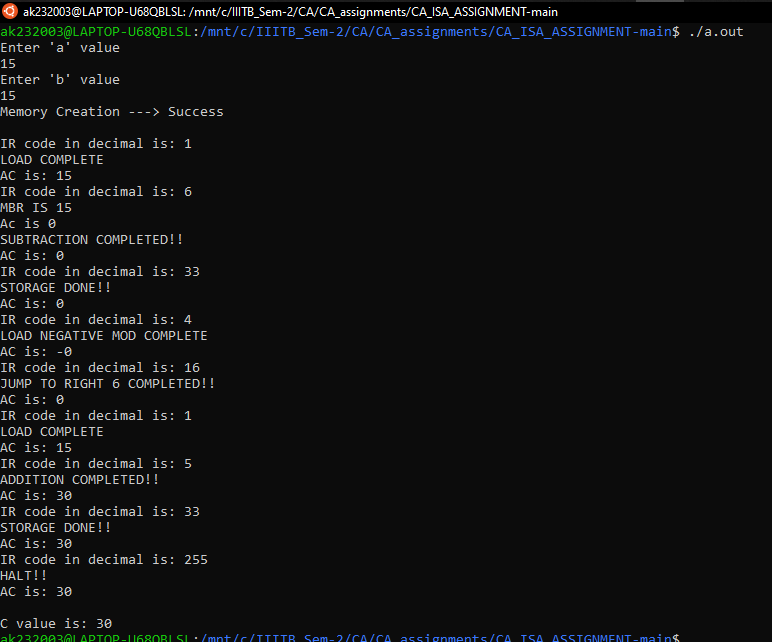 ak232003@LAPTOP-U68QBLSL: /mnt/c/IIITB_Sem-2/CA/CA_assignments/CA_ISA_ASSIGNMENT-main
ak232003@LAPTOP-U68QBLSL:/mnt/c/IIITB_Sem-2/CA/CA_assignments/CA_ISA_ASSIGNMENT-main$ ./a.out
Enter 'a' value
15
Enter 'b' value
15
Memory Creation ---> Success
IR code in decimal is: 1
LOAD COMPLETE
AC is: 15
IR code in decimal is: 6
MBR IS 15
Ac is 0
SUBTRACTION COMPLETED!!
AC is: 0
IR code in decimal is: 33
STORAGE DONE!!
AC is: 0
IR code in decimal is: 4
LOAD NEGATIVE MOD COMPLETE
AC is: -0
IR code in decimal is: 16
JUMP TO RIGHT 6 COMPLETED!!
AC is: 0
IR code in decimal is: 1
LOAD COMPLETE
AC is: 15
IR code in decimal is: 5
ADDITION COMPLETED!!
AC is: 30
IR code in decimal is: 33
STORAGE DONE!!
AC is: 30
IR code in decimal is: 255
HALT!!
AC is: 30
C value is: 30
ak232003@LAPTOP-U68QBLSL:/mnt/c/IIITB_Sem-2/CA/CA_assignments/CA_ISA_ASSIGNMENT-main$